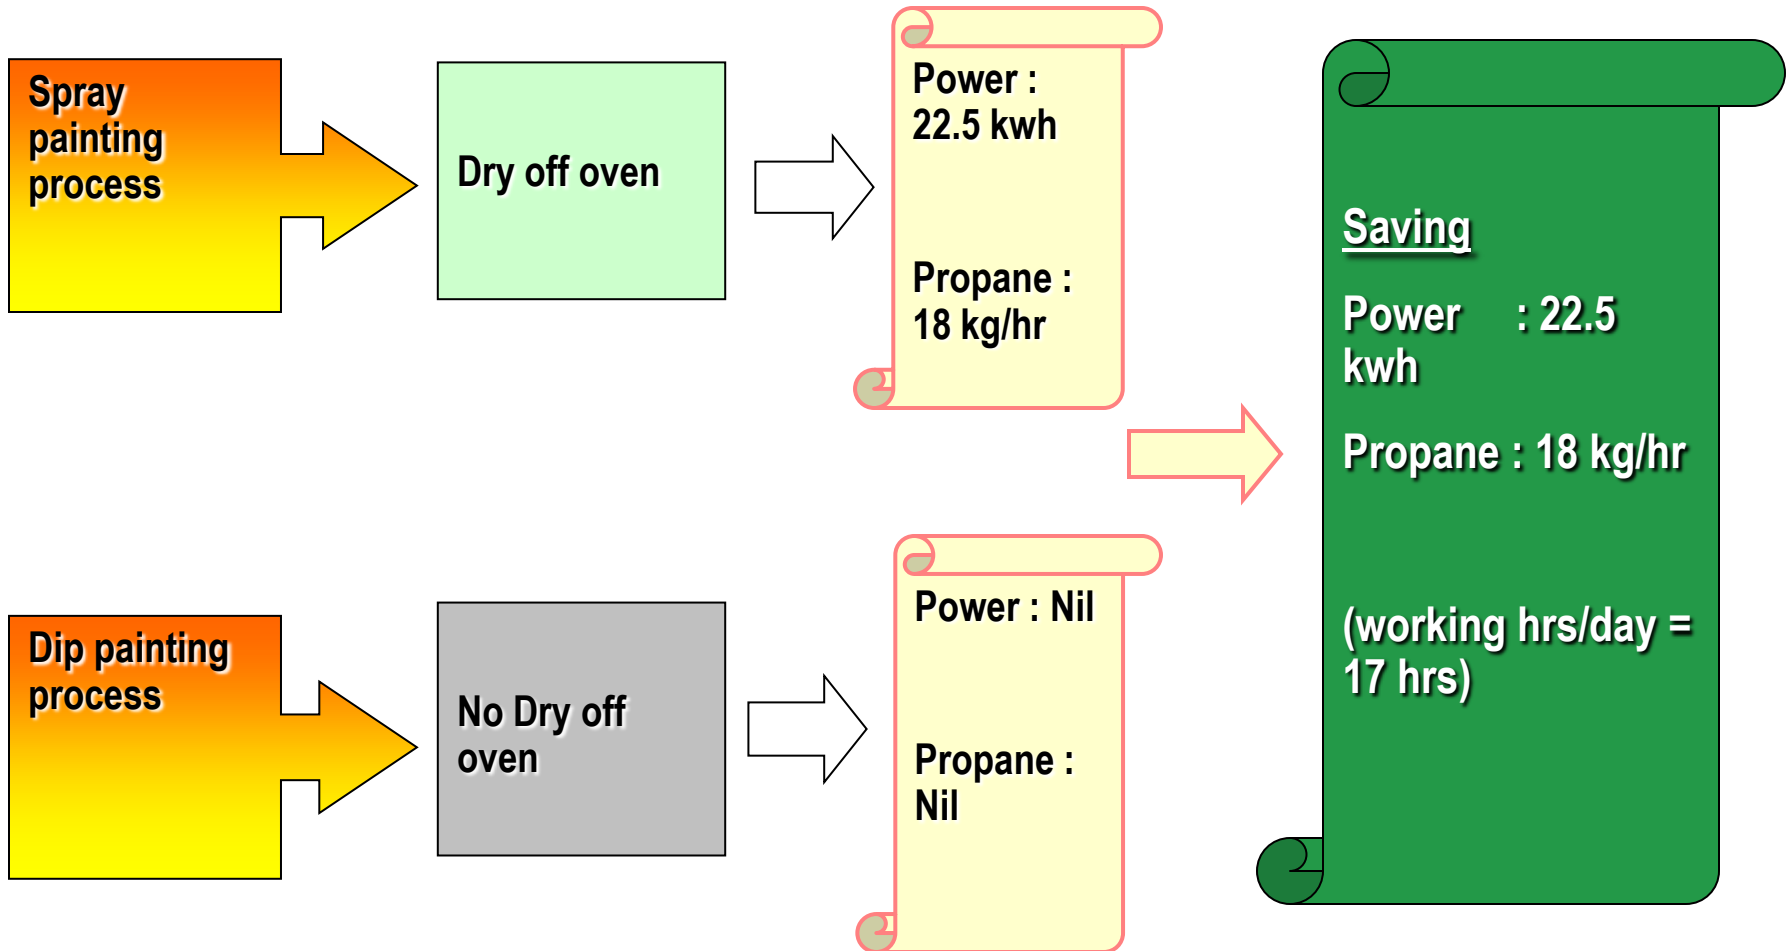 Spray
painting
process
Dry off oven
Power :
22.5 kwh
Propane :
18 kg/hr
Dip painting
process
No Dry off
oven
Power : Nil
Propane :
Nil
Saving
Power : 22.5
kwh
Propane : 18 kg/hr
(working hrs/day =
17 hrs)